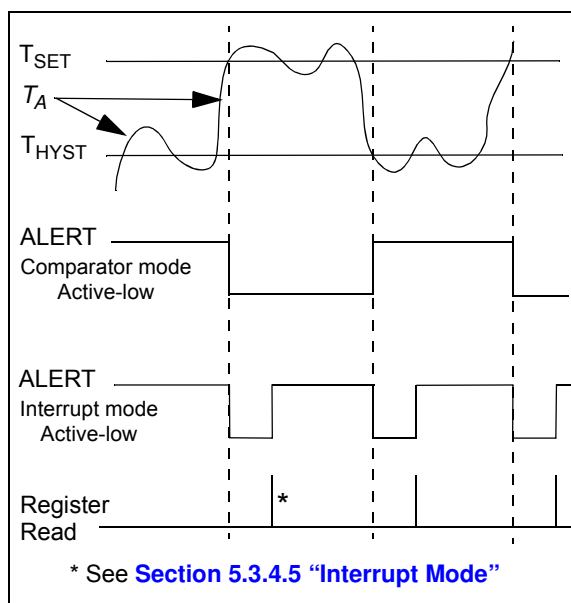 TSET
TA
THYST
ALERT
Comparator mode
Active-low
ALERT
Interrupt mode
Active-low
Register
Read
*
* See Section 5.3.4.5 “Interrupt Mode”